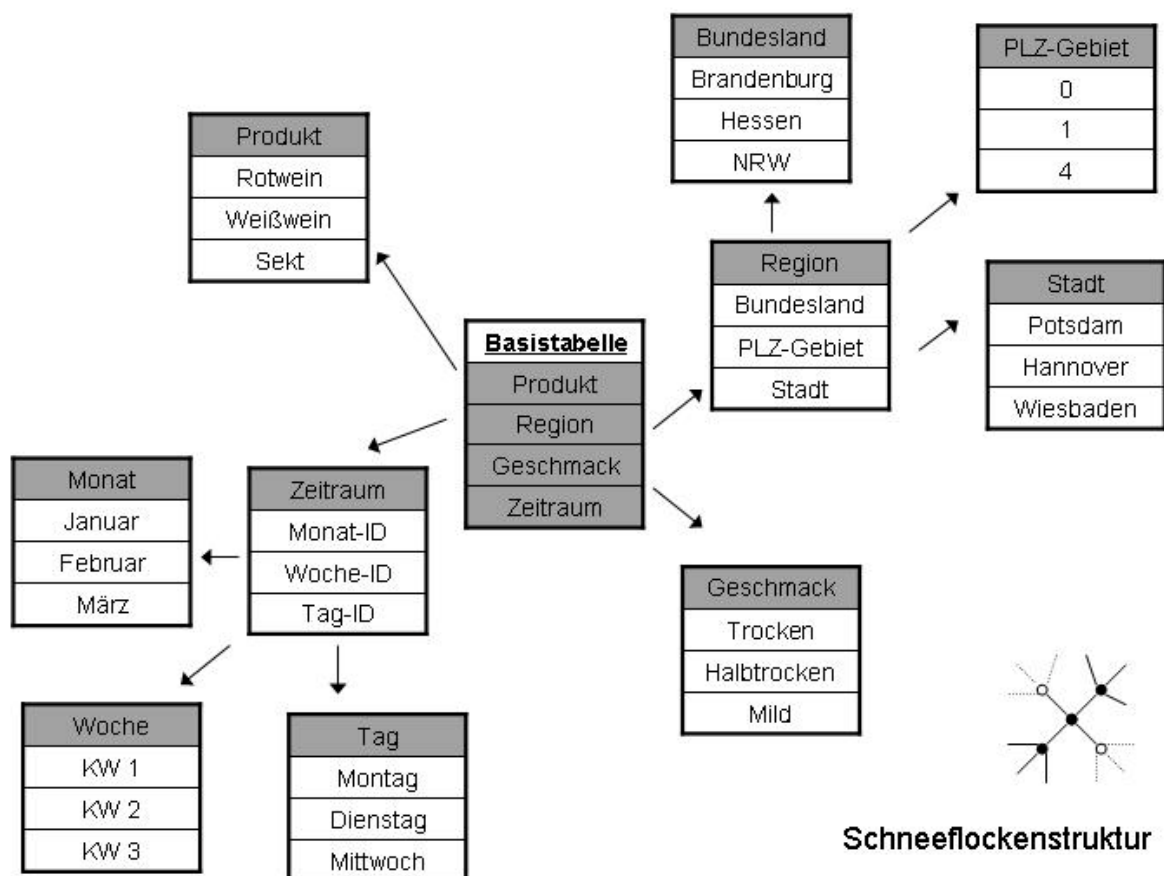 Bundesland
Brandenburg
Hessen
NRW
PLZ-Gebiet
0
1
4
Produkt
Rotwein
Weißwein
Sekt
Region
Bundesland
PLZ-Gebiet
Stadt
Stadt
Potsdam
Hannover
Wiesbaden
Basistabelle
Produkt
Region
Geschmack
Zeitraum
Monat
Januar
Februar
März
Zeitraum
Monat-ID
Woche-ID
Tag-ID
Geschmack
Trocken
Halbtrocken
Mild
Woche
KW 1
KW 2
KW 3
Tag
Montag
Dienstag
Mittwoch
Schneeflockenstruktur